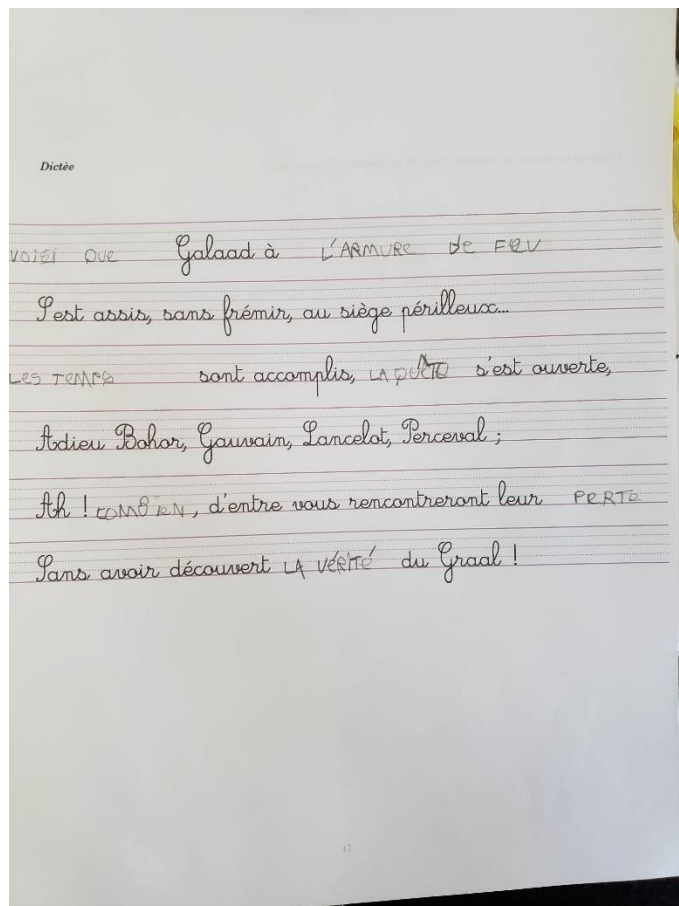 Dictée
VOICI QUE Galaad à L'ARMURE de FEU
S'est assis, sans frémir, au siège périlleux...
Les TEMPS sont accomplis, LA QUÊTE s'est ouverte,
Adieu Bohor, Gauvain, Lancelot, Perceval ;
Ah ! COMBIEN, d'entre vous rencontreront leur PERTE
Sans avoir découvert LA VÉRITÉ du Graal !
47